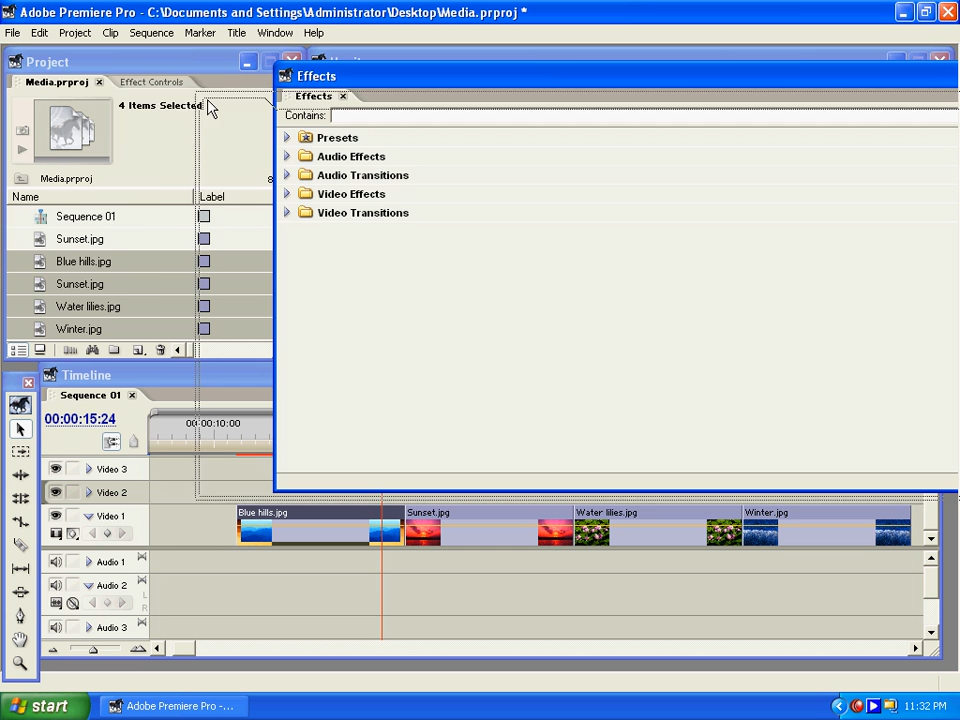 Adobe Premiere Pro - C:\Documents and Settings\Administrator\Desktop\Media.prproj *
File Edit Project Clip Sequence Marker Title Window Help
Project
Media.prproj Effect Controls
4 Items Selected
Media.prproj
Name Label
Sequence 01
Sunset.jpg
Blue hills.jpg
Sunset.jpg
Water lilies.jpg
Winter.jpg
Effects
Effects
Contains:
Presets
Audio Effects
Audio Transitions
Video Effects
Video Transitions
Timeline
Sequence 01
00:00:15:24
00:00:10:00
Video 3
Video 2
Video 1
Blue hills.jpg Sunset.jpg Water lilies.jpg Winter.jpg
Audio 1
Audio 2
L
R
Audio 3
start
Adobe Premiere Pro -...
11:32 PM